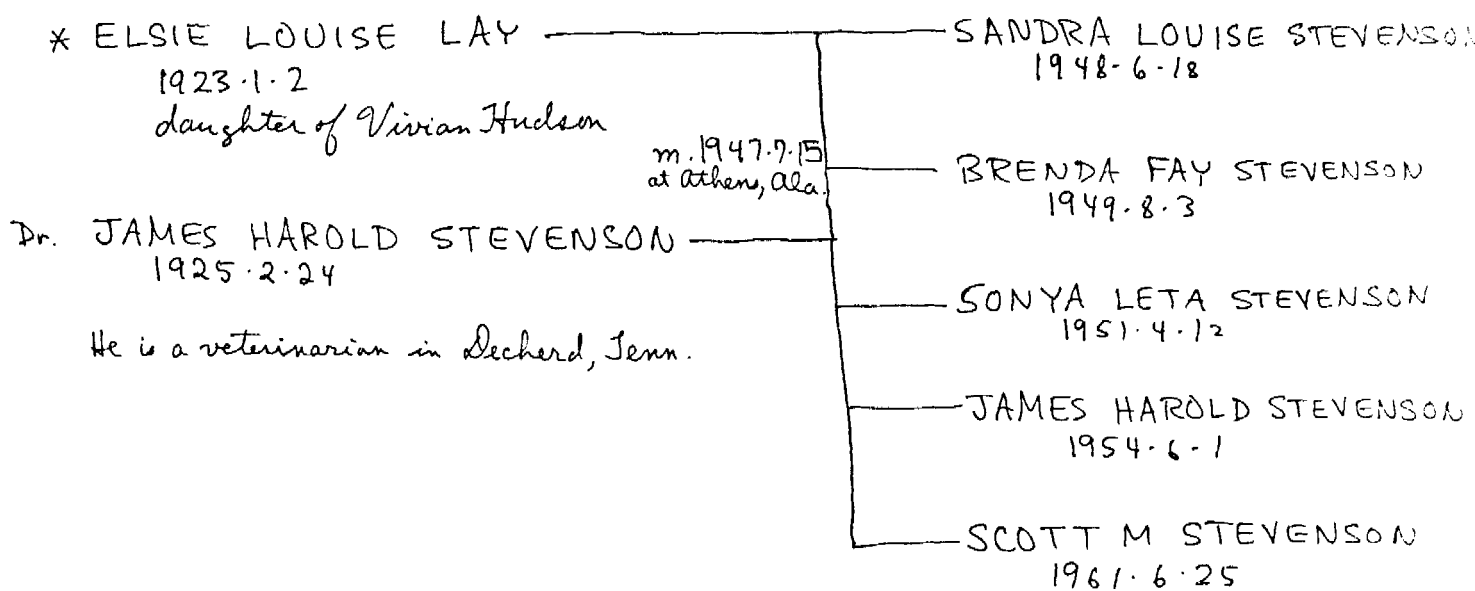 * ELSIE LOUISE LAY
1923·1·2
daughter of Vivian Hudson
m. 1947·7·15
at Athens, Ala.
Dr. JAMES HAROLD STEVENSON
1925·2·24
He is a veterinarian in Decherd, Tenn.
SANDRA LOUISE STEVENSON
1948-6-18
BRENDA FAY STEVENSON
1949·8·3
SONYA LETA STEVENSON
1951·4·12
JAMES HAROLD STEVENSON
1954·6·1
SCOTT M STEVENSON
1961·6·25